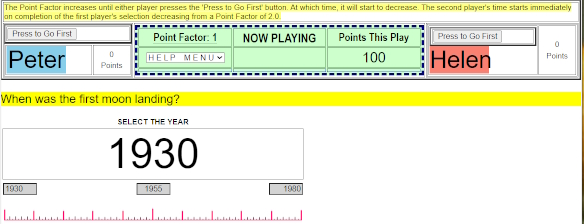 The Point Factor increases until either player presses the 'Press to Go First' button. At which time, it will start to decrease. The second player's time starts immediately
on completion of the first player's selection decreasing from a Point Factor of 2.0.
Press to Go First
Peter
0
Points
Point Factor: 1
NOW PLAYING
Points This Play
HELP MENU
100
Press to Go First
Helen
0
Points
When was the first moon landing?
SELECT THE YEAR
1930
1930
1955
1980